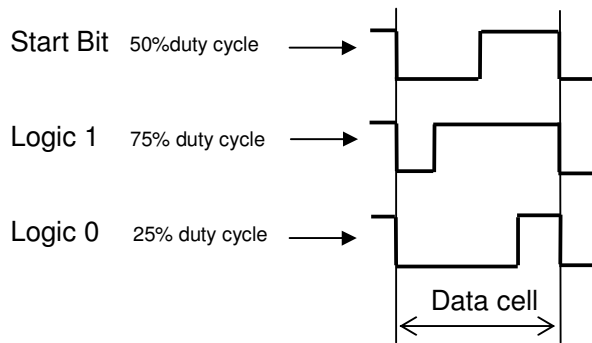 Start Bit 50%duty cycle
Logic 1 75% duty cycle
Logic 0 25% duty cycle
Data cell